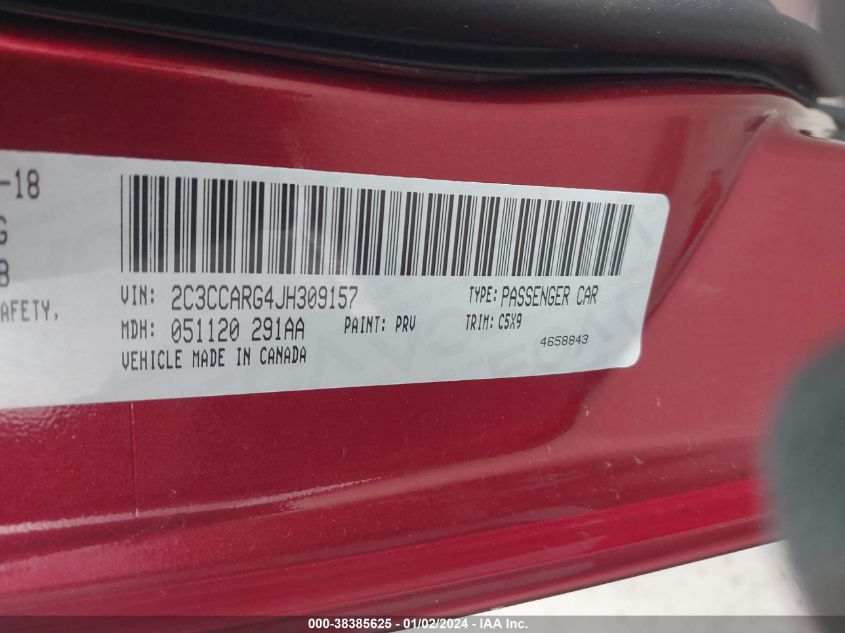 -18
G
B
AFETY,
VIN: 2C3CCARG4JH309157 TYPE: PASSENGER CAR
MDH: 051120 291AA PAINT: PRV TRIM: C5X9
VEHICLE MADE IN CANADA 4658843
000-38385625 - 01/02/2024 - IAA Inc.